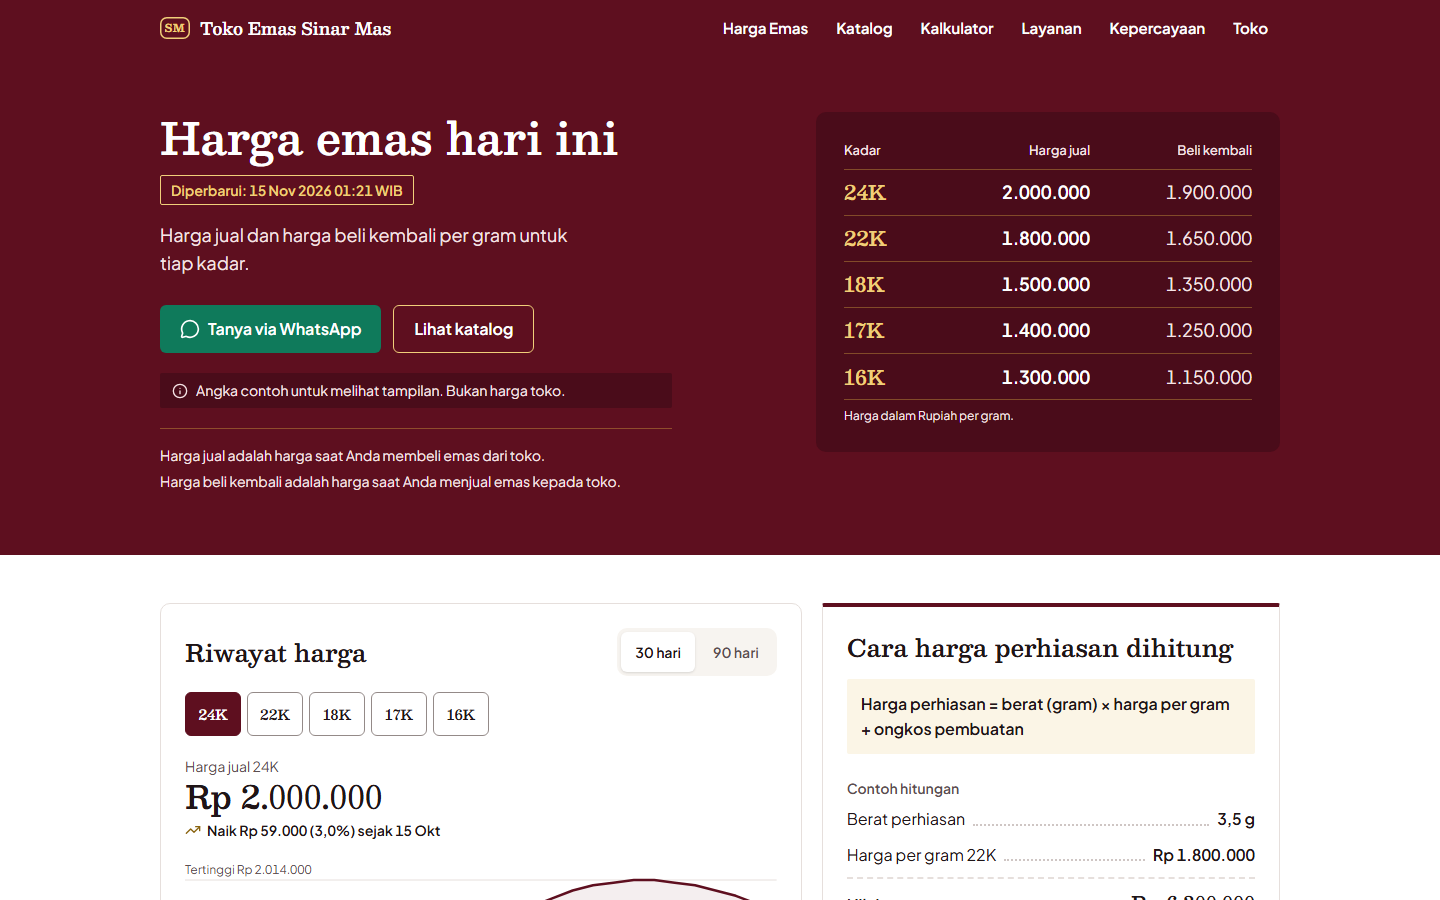 SM Toko Emas Sinar Mas
Harga Emas Katalog Kalkulator Layanan Kepercayaan Toko
Harga emas hari ini
Diperbarui: 15 Nov 2026 01:21 WIB
Harga jual dan harga beli kembali per gram untuk
tiap kadar.
Tanya via WhatsApp Lihat katalog
Angka contoh untuk melihat tampilan. Bukan harga toko.
Harga jual adalah harga saat Anda membeli emas dari toko.
Harga beli kembali adalah harga saat Anda menjual emas kepada toko.
Kadar Harga jual Beli kembali
24K 2.000.000 1.900.000
22K 1.800.000 1.650.000
18K 1.500.000 1.350.000
17K 1.400.000 1.250.000
16K 1.300.000 1.150.000
Harga dalam Rupiah per gram.
Riwayat harga
30 hari 90 hari
24K 22K 18K 17K 16K
Harga jual 24K
Rp 2.000.000
Naik Rp 59.000 (3,0%) sejak 15 Okt
Tertinggi Rp 2.014.000
Cara harga perhiasan dihitung
Harga perhiasan = berat (gram) × harga per gram
+ ongkos pembuatan
Contoh hitungan
Berat perhiasan 3,5 g
Harga per gram 22K Rp 1.800.000